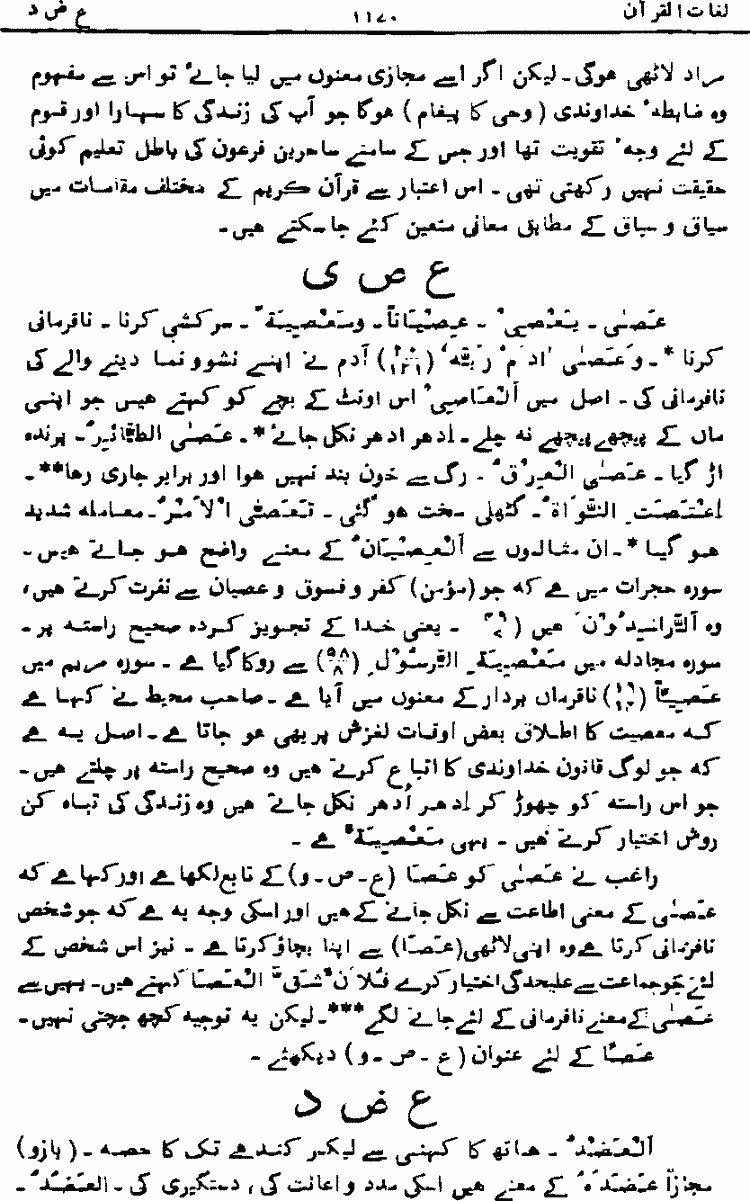 لغات القرآن ١١٧٠ ع ض د
مراد لاٹھی ہوگی۔ لیکن اگر اسے مجازی معنوں میں لیا جائے تو اس سے مفہوم
وہ ضابطہ ٔ خداوندی (وحی کا پیغام) ہوگا جو آپ کی زندگی کا سہارا اور قوم
کے لئے وجہ ٔ تقویت تھا اور جس کے سامنے ساحرین فرعون کی باطل تعلیم کوئی
حقیقت نہیں رکھتی تھی۔ اس اعتبار سے قرآن کریم کے مختلف مقامات میں
سیاق و سباق کے مطابق معانی متعین کئے جا سکتے ہیں۔
ع ص ی
عَصٰی۔ یَعْصِیْ۔ عِصْیَاناً۔ وَمَعْصِیَةً۔ سرکشی کرنا۔ نافرمانی
کرنا *۔ وَعَصٰی اٰدَمُ رَبَّهٗ (۲۰/۱۲۱) آدم نے اپنے نشوونما دینے والے کی
نافرمانی کی۔ اصل میں اَلْعَاصِیْ اس اونٹ کے بچے کو کہتے ہیں جو اپنی
ماں کے پیچھے پیچھے نہ چلے۔ ادھر ادھر نکل جائے *۔ عَصٰی الطَّائِیْرُ۔ پرندہ
اڑ گیا۔ عَصٰی الْعِرْقُ۔ رگ سے خون بند نہیں ہوا اور برابر جاری رہا**۔
اِعْتَصَتِ النَّوَاةُ۔ گٹھلی سخت ہو گئی۔ تَعَصّٰی الْاَمْرُ۔ معاملہ شدید
ہو گیا *۔ ان مثالوں سے اَلْعِصْیَانُ کے معنے واضح ہو جاتے ہیں۔
سورہ حجرات میں ہے کہ جو (مؤمن) کفر و فسوق و عصیان سے نفرت کرتے ہیں،
وہ اَلرّٰاشِدُوْنَ ہیں (۴۹/۷)۔ یعنی خدا کے تجویز کردہ صحیح راستہ پر۔
سورہ مجادلہ میں مَعْصِیَةِ الرَّسُوْلِ (۵۸/۸) سے روکا گیا ہے۔ سورہ مریم میں
عَصِیّاً (۱۹/۱۴) نافرماں بردار کے معنوں میں آیا ہے۔ صاحب محیط نے کہا ہے
کہ معصیت کا اطلاق بعض اوقات لغزش پر بھی ہو جاتا ہے۔ اصل یہ ہے
کہ جو لوگ قانون خداوندی کا اتباع کرتے ہیں وہ صحیح راستہ پر چلتے ہیں۔
جو اس راستہ کو چھوڑ کر اِدھر اُدھر نکل جاتے ہیں وہ زندگی کی تباہ کن
روش اختیار کرتے ہیں۔ یہی مَعْصِیَةٌ ہے۔
راغب نے عَصٰی کو عَصَا (ع۔ص۔و) کے تابع لکھا ہے اور کہا ہے کہ
عَصٰی کے معنی اطاعت سے نکل جانے کے ہیں اور اسکی وجہ یہ ہے کہ جو شخص
نافرمانی کرتا ہے وہ اپنی لاٹھی (عَصَا) سے اپنا بچاؤ کرتا ہے۔ نیز اس شخص کے
لئے جو جماعت سے علیحدگی اختیار کرے فُلَانٌ شَقَّ الْعَصَا کہتے ہیں۔ یہیں سے
عَصٰی کے معنے نافرمانی کے لئے جانے لگے***۔ لیکن یہ توجیہ کچھ جچتی نہیں۔
عَصًا کے لئے عنوان (ع۔ص۔و) دیکھئے۔
ع ض د
اَلْعَضُدُ۔ ہاتھ کا کہنی سے لیکر کندھے تک کا حصہ۔ (بازو)
مجازاً عَضَدَهٗ کے معنے ہیں اسکی مدد و اعانت کی، دستگیری کی۔ اَلْعَضُدُ۔